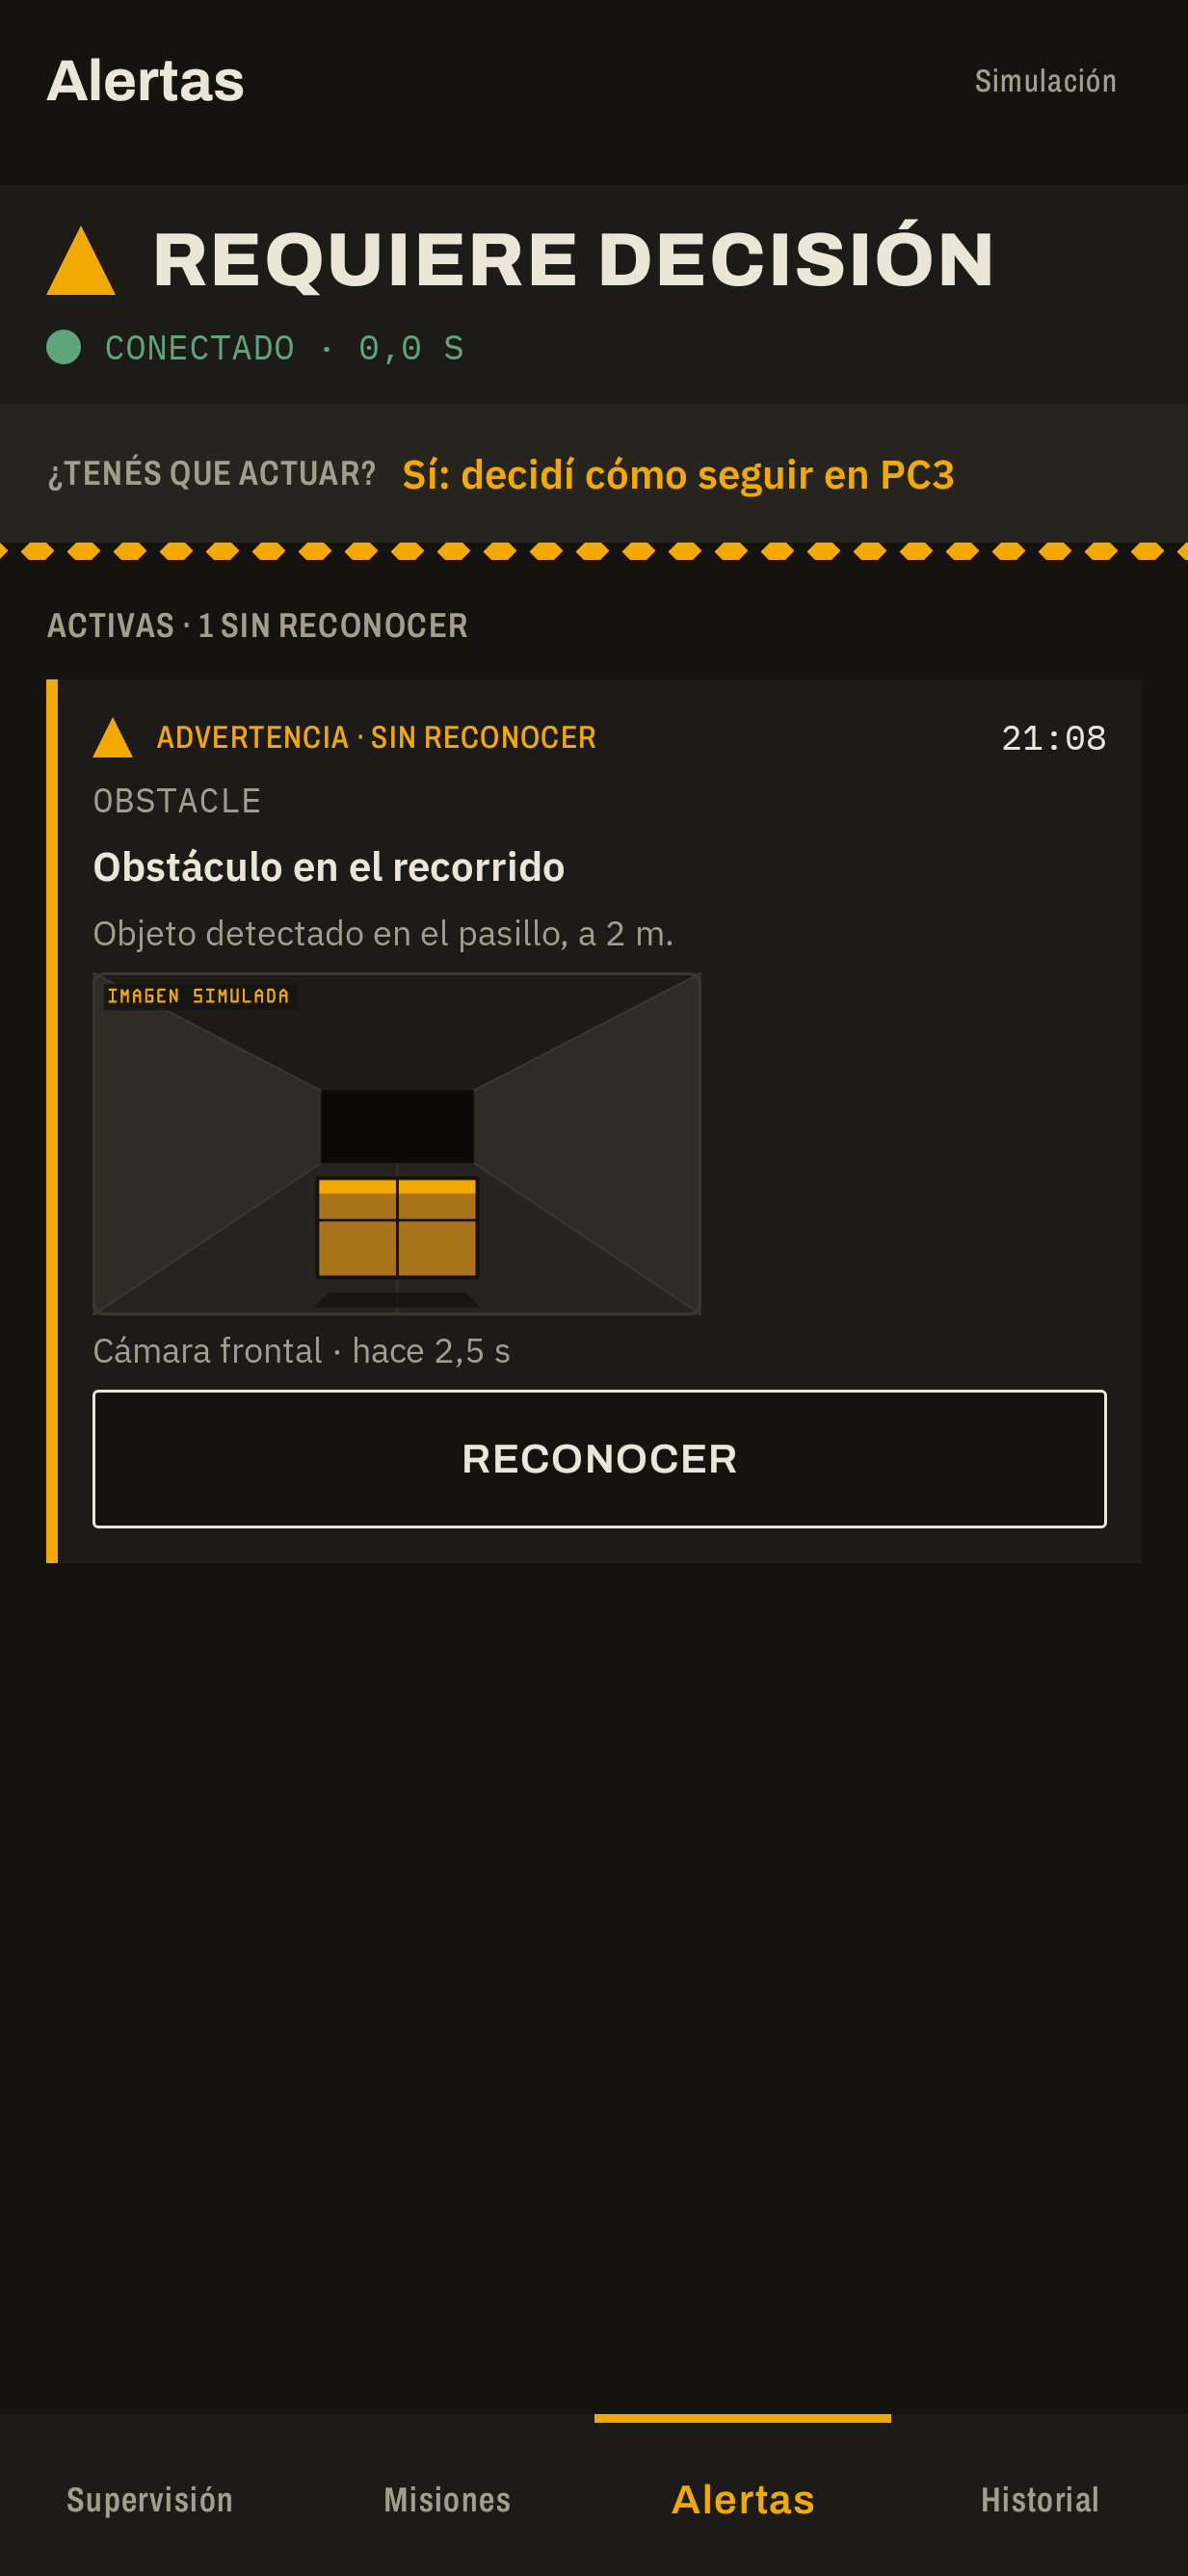 Alertas
Simulación
REQUIERE DECISIÓN
CONECTADO · 0,0 S
¿TENÉS QUE ACTUAR? Sí: decidí cómo seguir en PC3
ACTIVAS · 1 SIN RECONOCER
ADVERTENCIA · SIN RECONOCER
21:08
OBSTACLE
Obstáculo en el recorrido
Objeto detectado en el pasillo, a 2 m.
IMAGEN SIMULADA
Cámara frontal · hace 2,5 s
RECONOCER
Supervisión
Misiones
Alertas
Historial